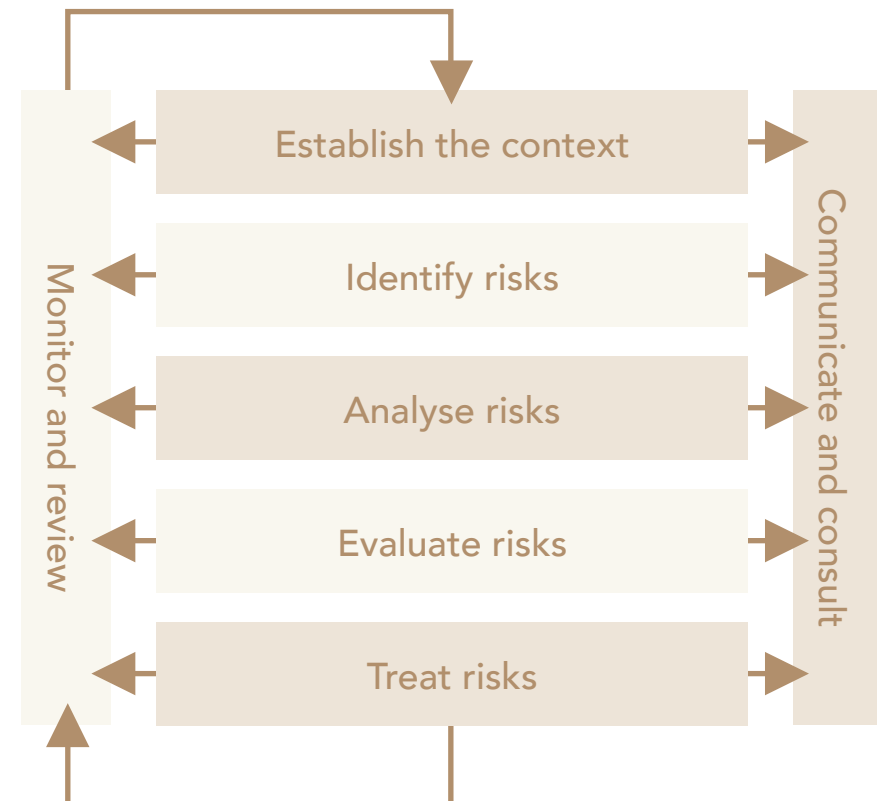 Establish the context
Identify risks
Analyse risks
Evaluate risks
Treat risks
Monitor and review
Communicate and consult